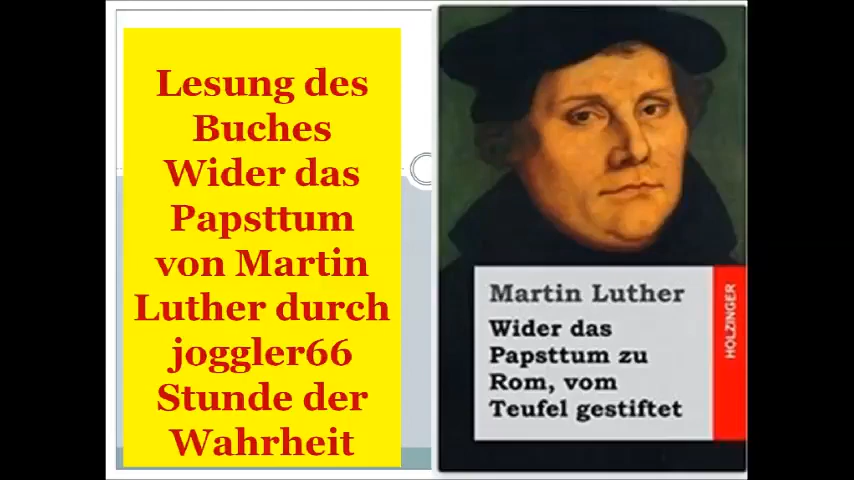 Lesung des
Buches
Wider das
Papsttum
von Martin
Luther durch
joggler66
Stunde der
Wahrheit
Martin Luther
Wider das
Papsttum zu
Rom, vom
Teufel gestiftet
HOLZINGER